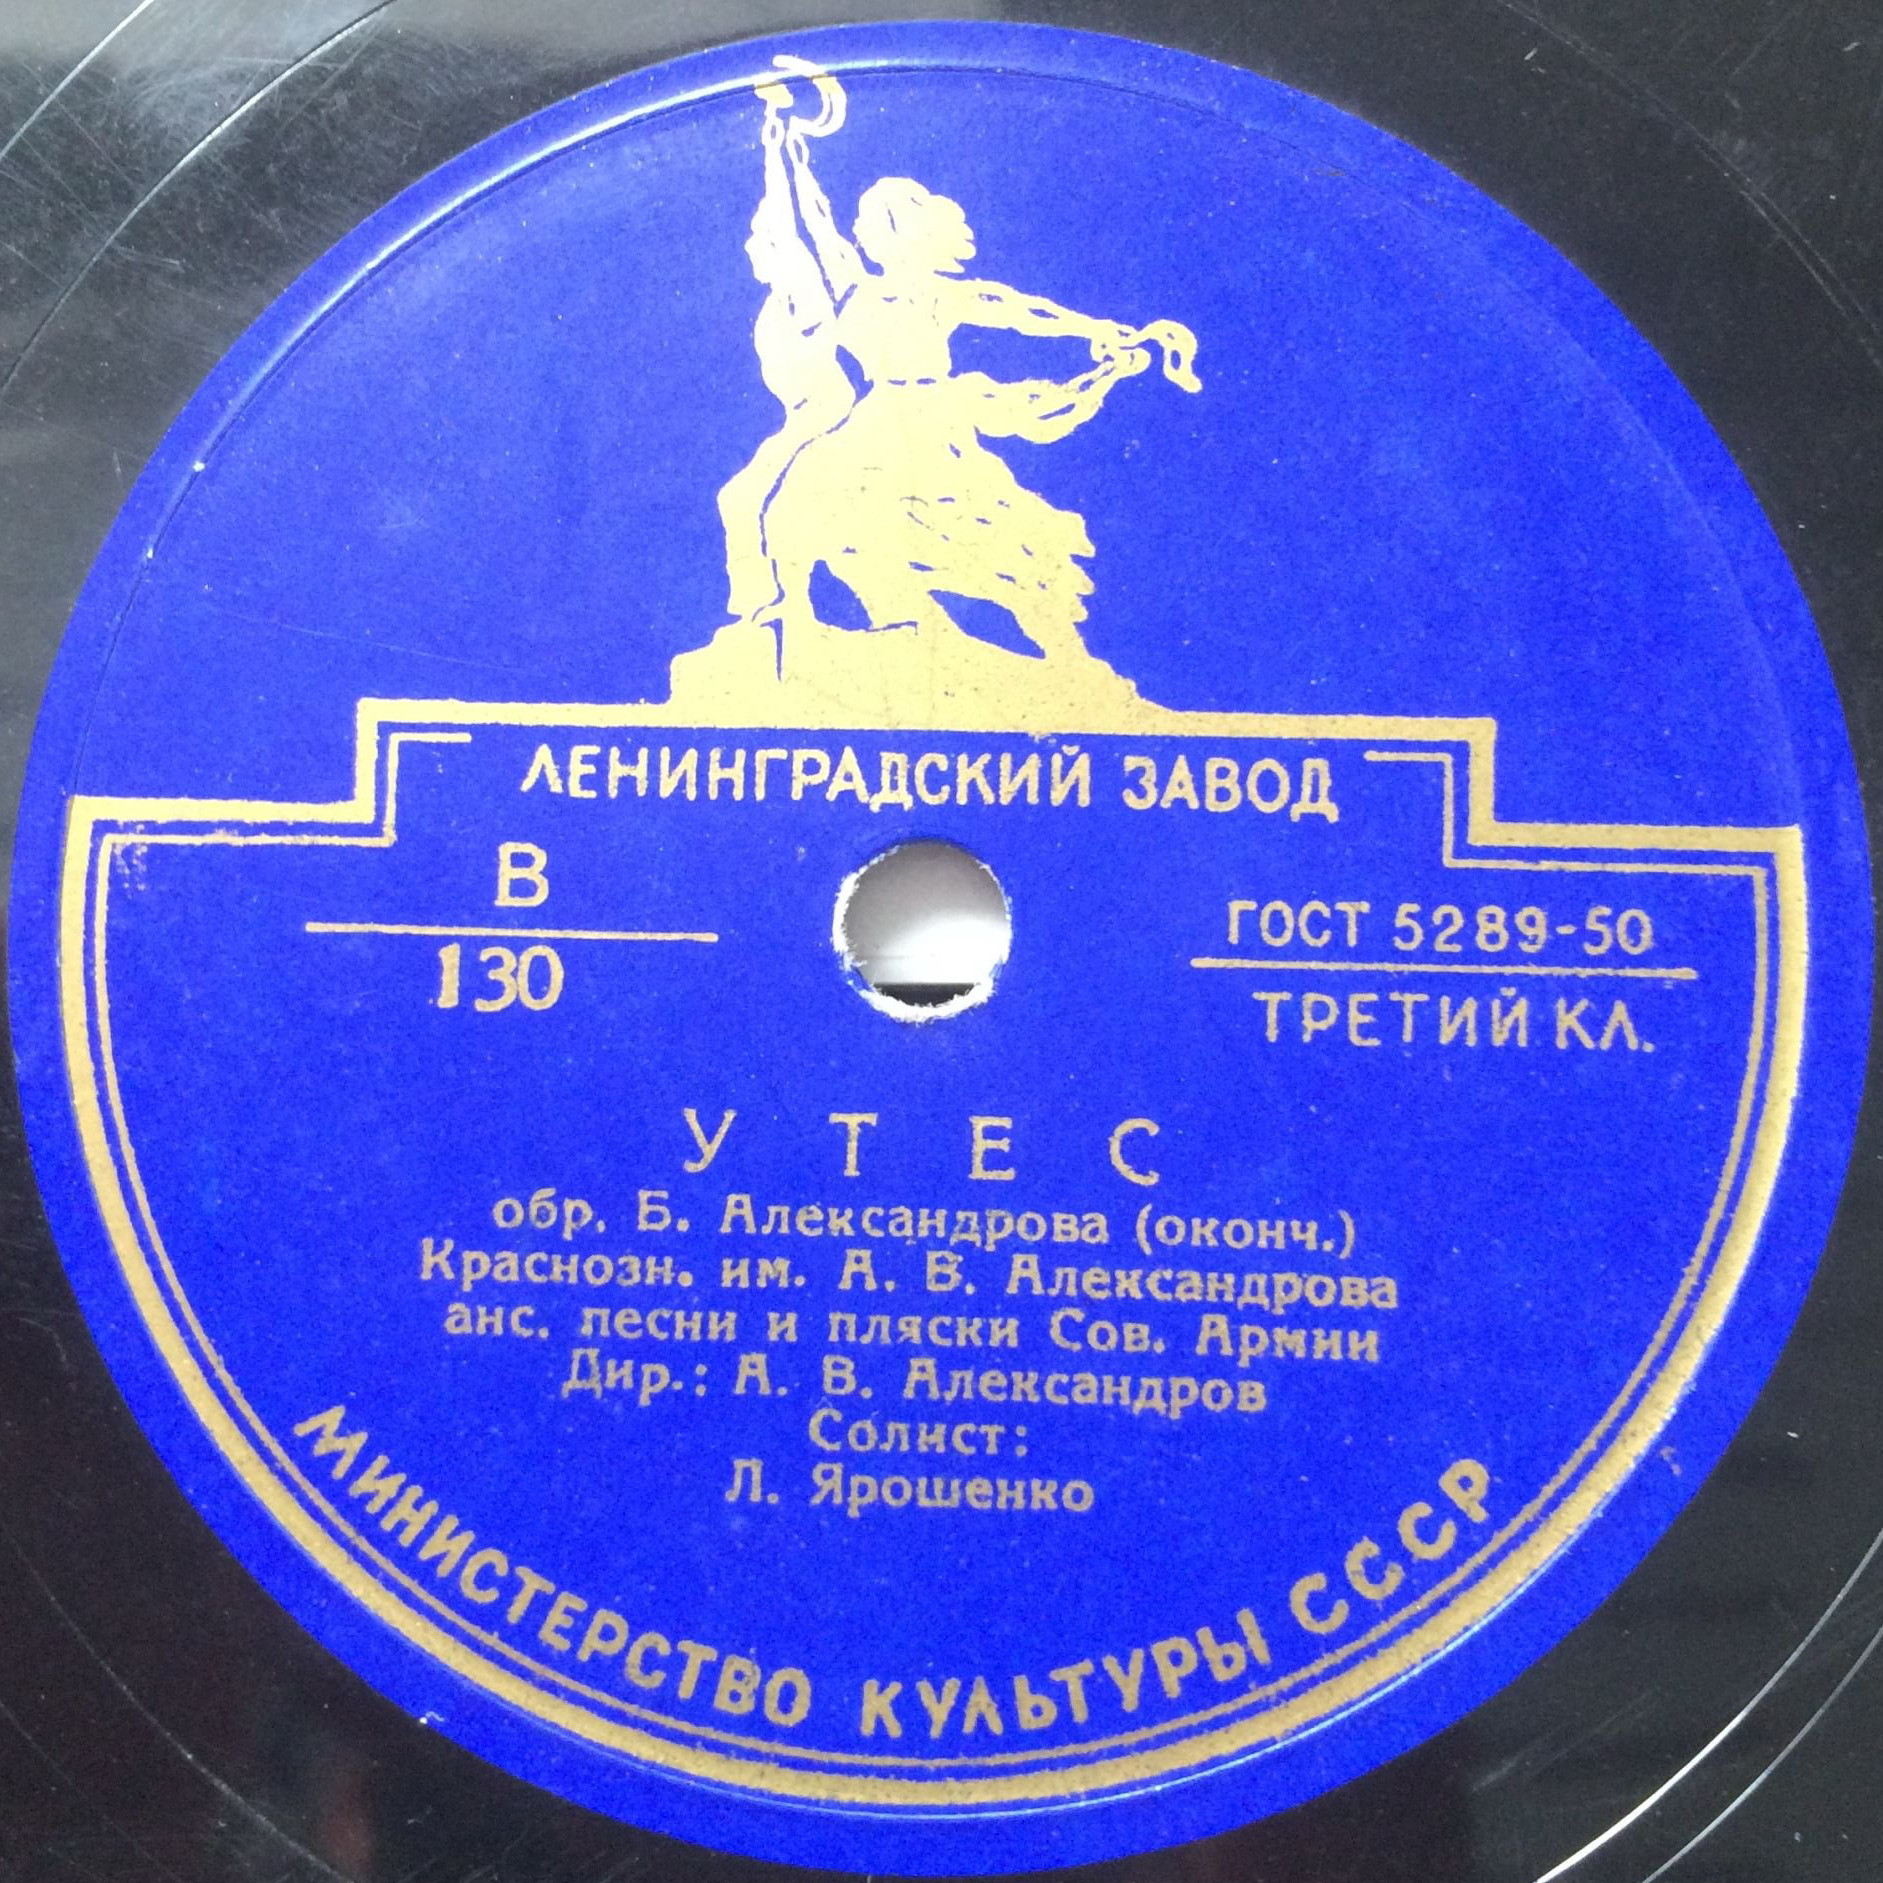 ЛЕНИНГРАДСКИЙ ЗАВОД
В
130
ГОСТ 5289-50
ТРЕТИЙ КЛ.
УТЕС
обр. Б. Александрова (оконч.)
Краснозн. им. А. В. Александрова
анс. песни и пляски Сов. Армии
Дир.: А. В. Александров
Солист:
Л. Ярошенко
МИНИСТЕРСТВО КУЛЬТУРЫ СССР